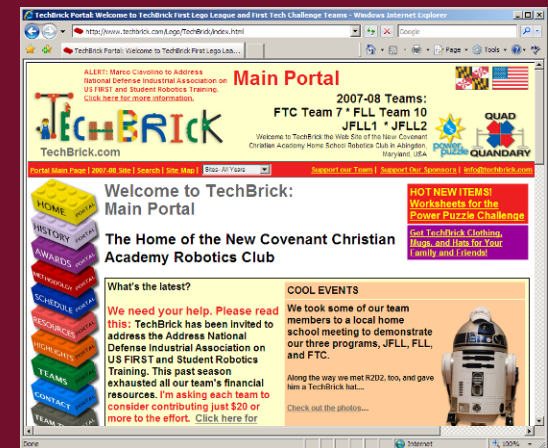 TechBrick Portal: Welcome to TechBrick First Lego League and First Tech Challenge Teams - Windows Internet Explorer
http://www.techbrick.com/Lego/TechBrick/index.html
Google
TechBrick Portal: Welcome to TechBrick First Lego Lea...
Page
Tools
ALERT: Marco Ciavolino to Address
National Defense Industrial Association on
US FIRST and Student Robotics Training.
Click here for more information.
Main Portal
2007-08 Teams:
FTC Team 7 * FLL Team 10
JFLL1 * JFLL2
Welcome to TechBrick the Web Site of the New Covenant
Christian Academy Home School Robotics Club in Abingdon,
Maryland, USA
TECHBRICK
TechBrick.com
power puzzle
QUAD
QUANDARY
Portal Main Page | 2007-08 Site | Search | Site Map |
Sites- All Years
Support our Team | Support Our Sponsors | info@techbrick.com
HOME PORTAL
HISTORY PORTAL
AWARDS PORTAL
METHODOLOGY PORTAL
SCHEDULE PORTAL
RESOURCES PORTAL
HIGHLIGHTS PORTAL
TEAMS PORTAL
CONTACT PORTAL
Welcome to TechBrick:
Main Portal
The Home of the New Covenant Christian
Academy Robotics Club
HOT NEW ITEMS!
Worksheets for the
Power Puzzle Challenge
Get TechBrick Clothing,
Mugs, and Hats for Your
Family and Friends!
What's the latest?
We need your help. Please read
this: TechBrick has been invited to
address the Address National
Defense Industrial Association on
US FIRST and Student Robotics
Training. This past season
exhausted all our team's financial
resources. I'm asking each team to
consider contributing just $20 or
more to the effort. Click here for
COOL EVENTS
We took some of our team
members to a local home
school meeting to demonstrate
our three programs, JFLL, FLL,
and FTC.
Along the way we met R2D2, too, and gave
him a TechBrick hat....
Check out the photos....
Done
Internet
100%